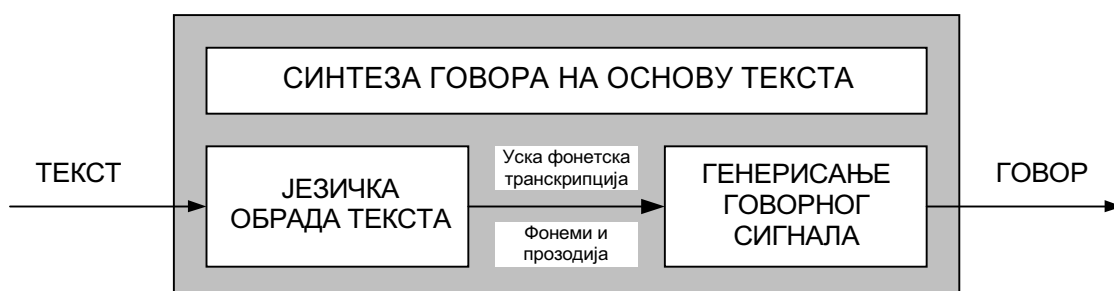 СИНТЕЗА ГОВОРА НА ОСНОВУ ТЕКСТА
ТЕКСТ
ЈЕЗИЧКА
ОБРАДА ТЕКСТА
Уска фонетска
транскрипција
Фонеми и
прозодија
ГЕНЕРИСАЊЕ
ГОВОРНОГ
СИГНАЛА
ГОВОР